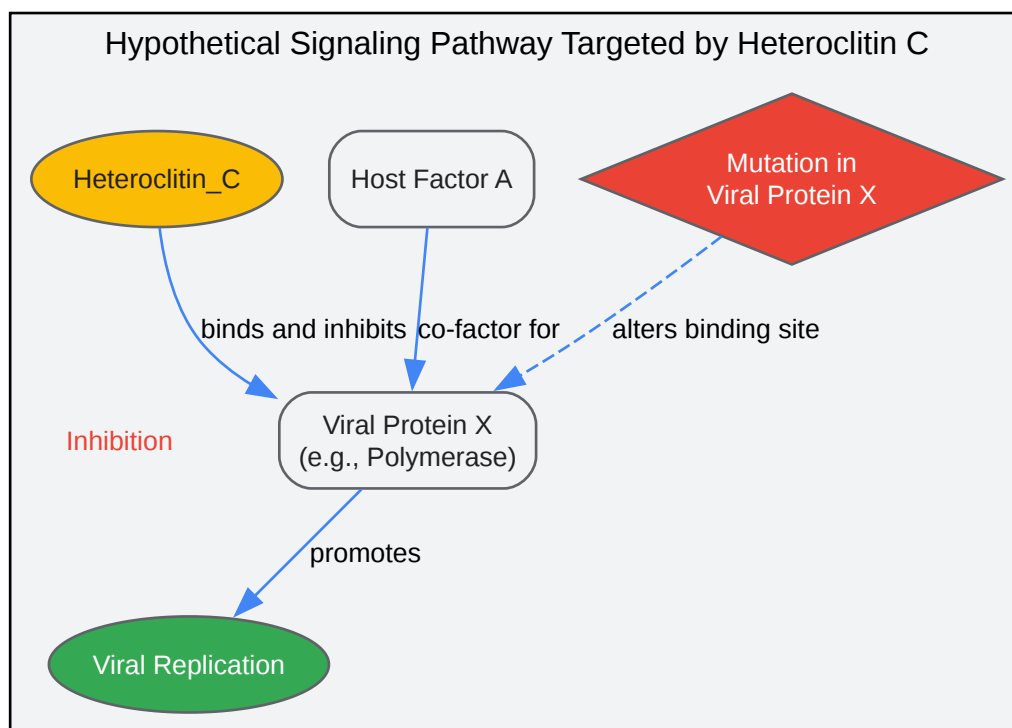 Hypothetical Signaling Pathway Targeted by Heteroclitin C
Heteroclitin_C
Host Factor A
Mutation in
Viral Protein X
binds and inhibits
co-factor for
alters binding site
Viral Protein X
(e.g., Polymerase)
Inhibition
promotes
Viral Replication